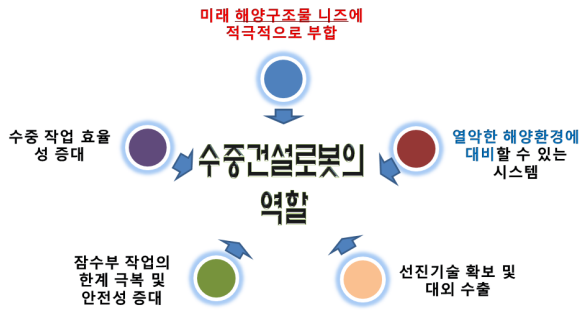 미래 해양구조물 니즈에
적극적으로 부합
수중 작업 효율
성 증대
열악한 해양환경에
대비할 수 있는
시스템
수중건설로봇의
역할
잠수부 작업의
한계 극복 및
안전성 증대
선진기술 확보 및
대외 수출